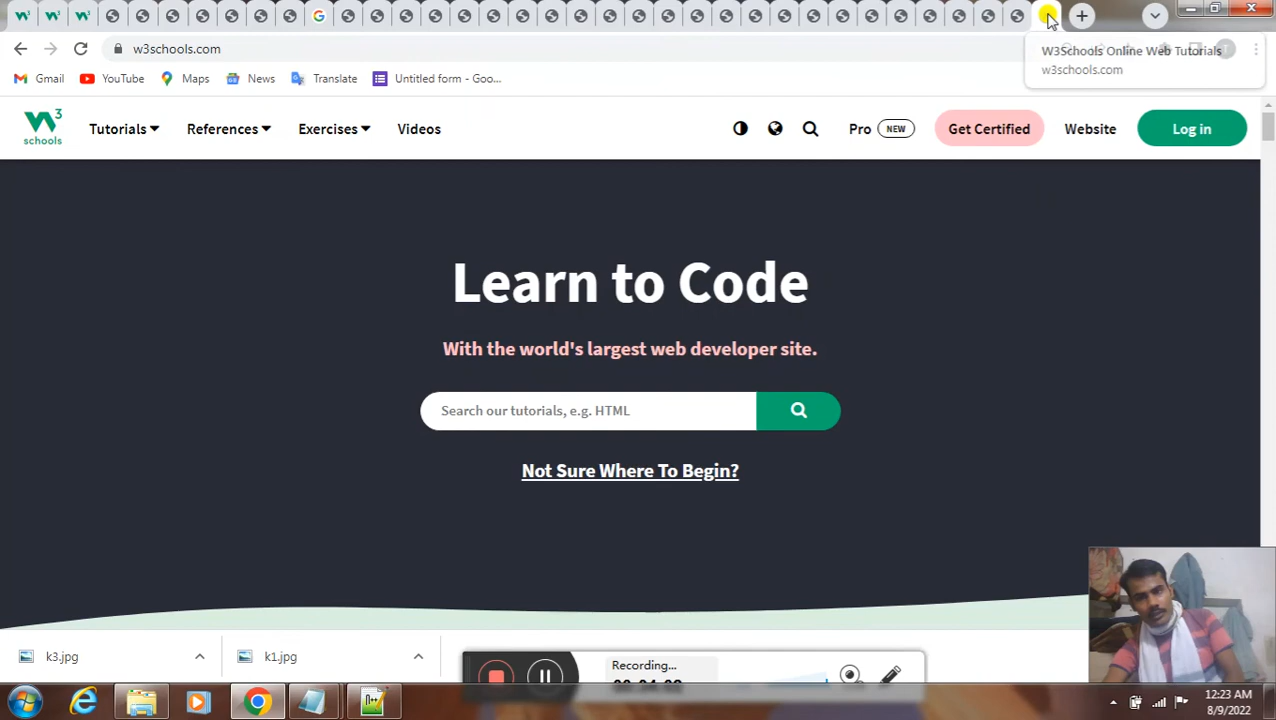 w3schools.com
W3Schools Online Web Tutorials
w3schools.com
Gmail
YouTube
Maps
News
Translate
Untitled form - Goo...
W3
schools
Tutorials
References
Exercises
Videos
Pro
NEW
Get Certified
Website
Log in
Learn to Code
With the world's largest web developer site.
Search our tutorials, e.g. HTML
Not Sure Where To Begin?
k3.jpg
k1.jpg
Recording...
12:23 AM
8/9/2022